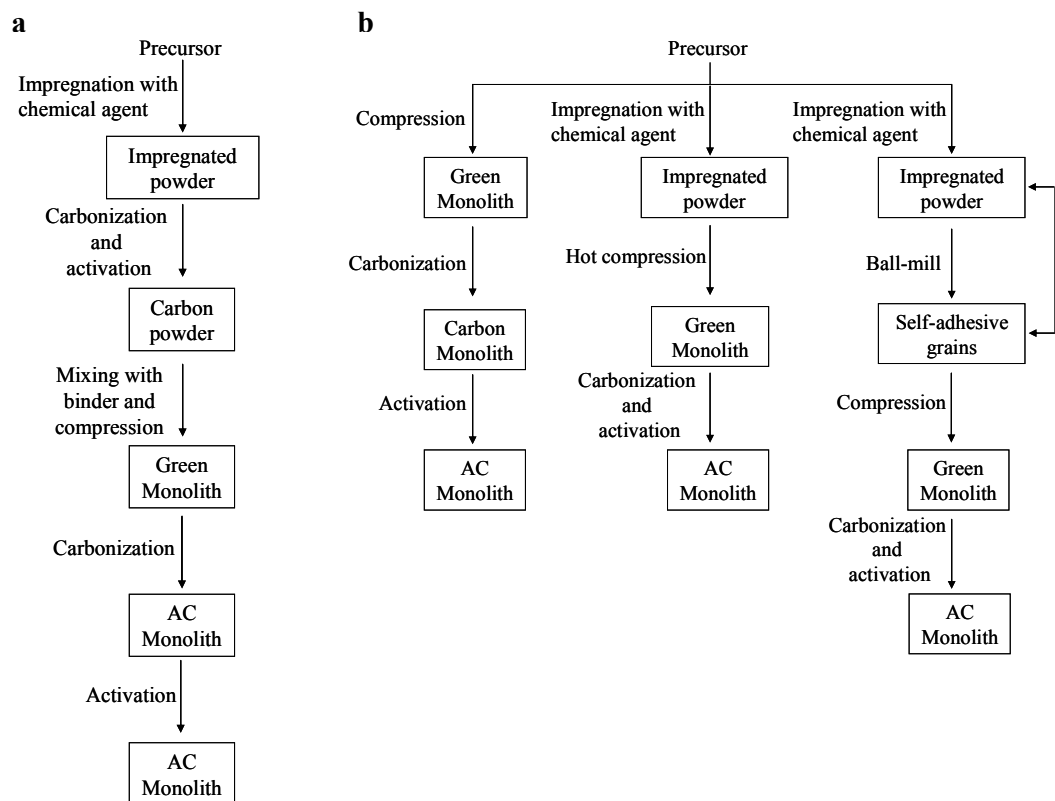 a
Precursor
Impregnation with
chemical agent
Impregnated
powder
Carbonization
and
activation
Carbon
powder
Mixing with
binder and
compression
Green
Monolith
Carbonization
AC
Monolith
Activation
AC
Monolith
b
Precursor
Compression
Green
Monolith
Carbonization
Carbon
Monolith
Activation
AC
Monolith
Impregnation with
chemical agent
Impregnated
powder
Hot compression
Green
Monolith
Carbonization
and
activation
AC
Monolith
Impregnation with
chemical agent
Impregnated
powder
Ball-mill
Self-adhesive
grains
Compression
Green
Monolith
Carbonization
and
activation
AC
Monolith